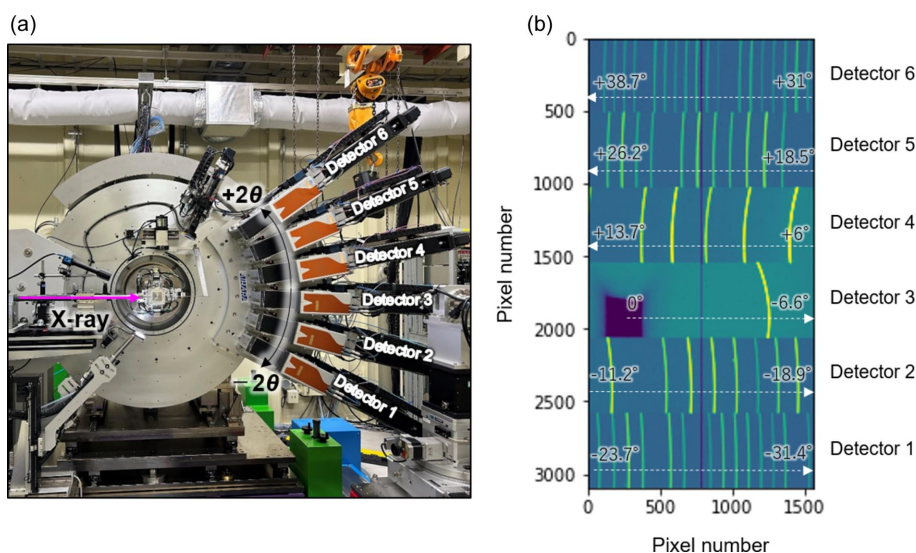 (a)
Detector 6
Detector 5
Detector 4
Detector 3
Detector 2
Detector 1
+2θ
−2θ
X-ray
(b)
0
500
1000
1500
2000
2500
3000
Pixel number
+38.7° +31°
+26.2° +18.5°
+13.7° +6°
0° -6.6°
-11.2° -18.9°
-23.7° -31.4°
0 500 1000 1500
Pixel number
Detector 6
Detector 5
Detector 4
Detector 3
Detector 2
Detector 1